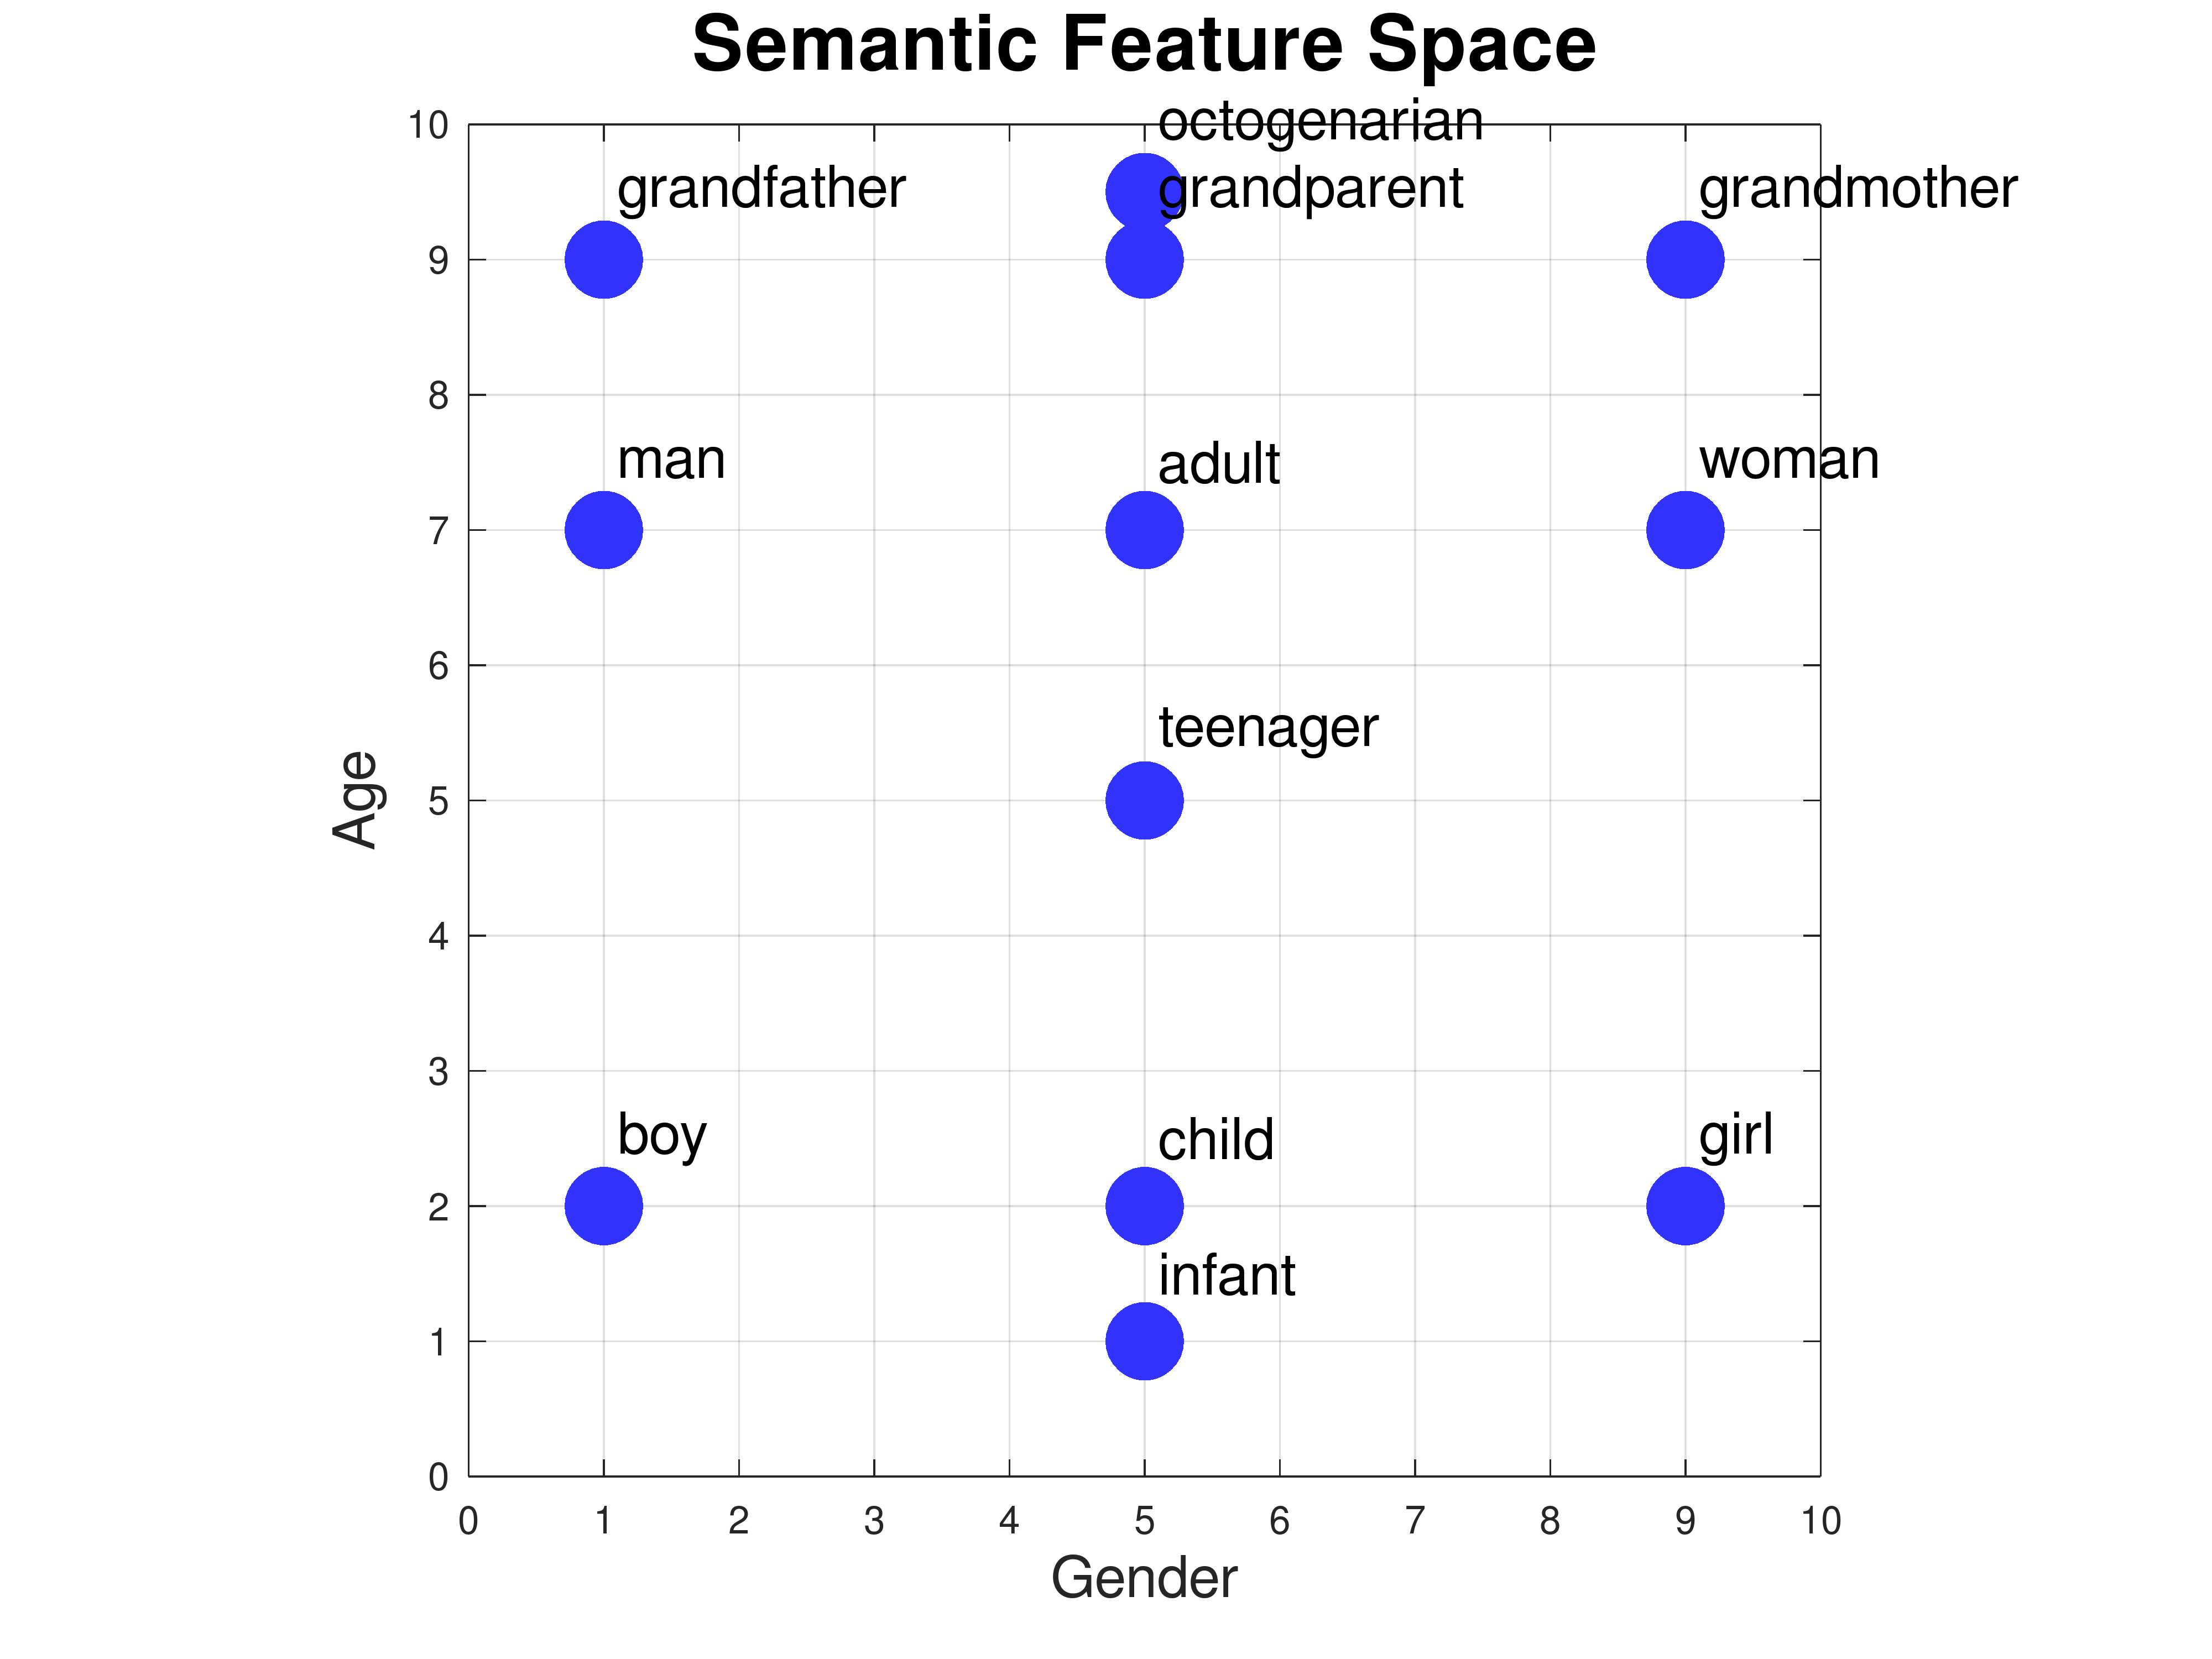 Semantic Feature Space
octogenarian
grandfather
grandparent
grandmother
man
adult
woman
teenager
boy
child
girl
infant
Age
10
9
8
7
6
5
4
3
2
1
0
0 1 2 3 4 5 6 7 8 9 10
Gender